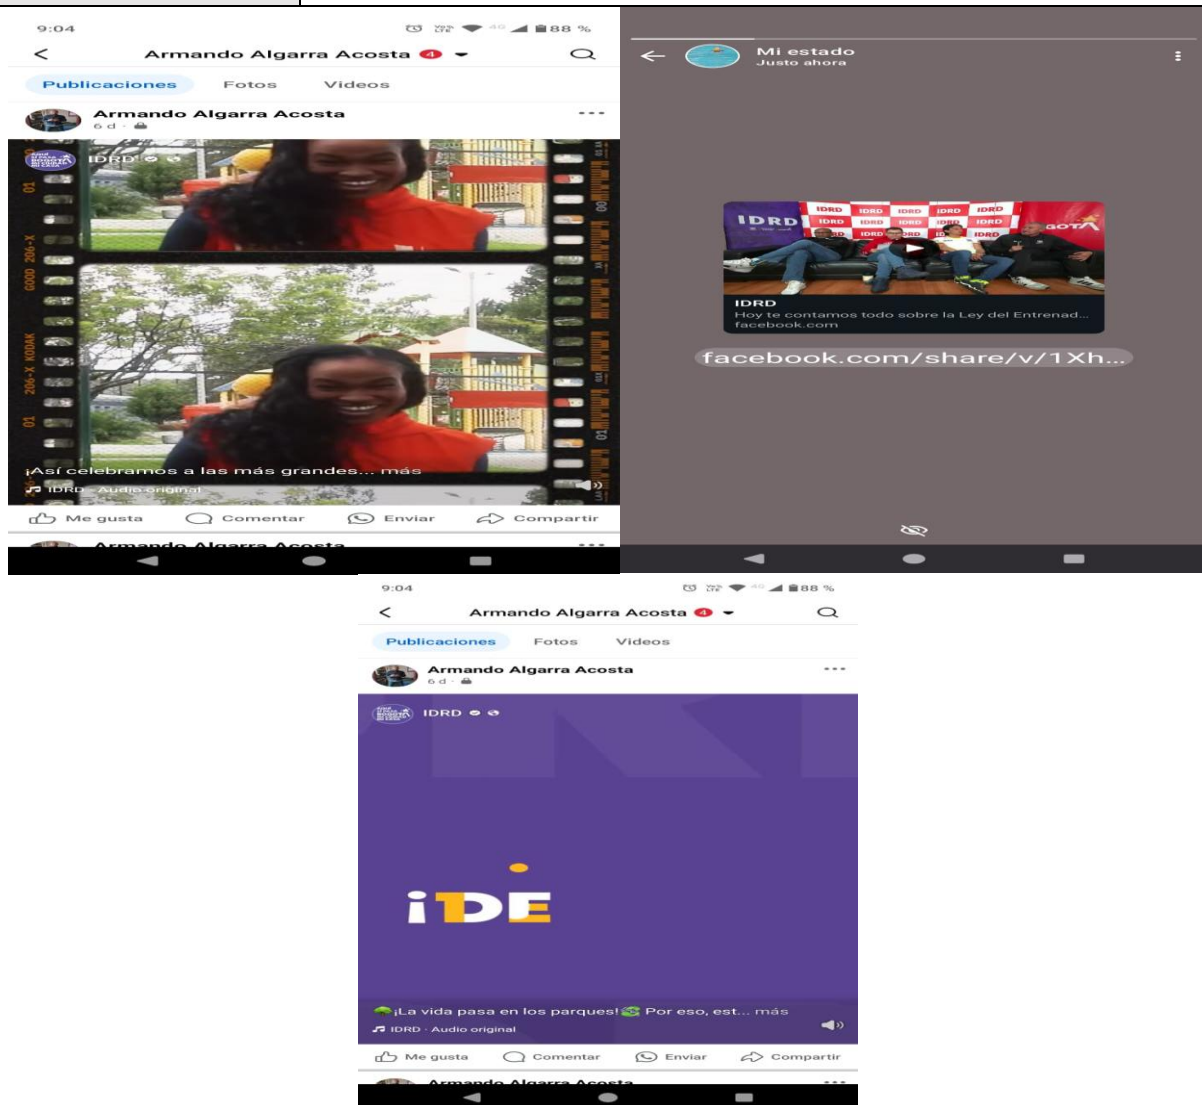 9:04
88 %
Armando Algarra Acosta 4
Publicaciones Fotos Videos
Armando Algarra Acosta
6 d
IDRD
¡Así celebramos a las más grandes... más
IDRD · Audio original
Me gusta Comentar Enviar Compartir
Armando Algarra Acosta
Mi estado
Justo ahora
IDRD
IDRD
Hoy te contamos todo sobre la Ley del Entrenad...
facebook.com
facebook.com/share/v/1Xh...
9:04
88 %
Armando Algarra Acosta 4
Publicaciones Fotos Videos
Armando Algarra Acosta
6 d
IDRD
iDE
¡La vida pasa en los parques! Por eso, est... más
IDRD · Audio original
Me gusta Comentar Enviar Compartir
Armando Algarra Acosta